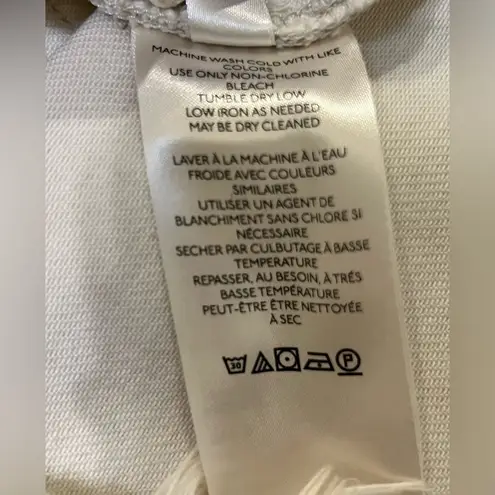 MACHINE WASH COLD WITH LIKE
COLORS
USE ONLY NON-CHLORINE
BLEACH
TUMBLE DRY LOW
LOW IRON AS NEEDED
MAY BE DRY CLEANED
LAVER À LA MACHINE À L'EAU
FROIDE AVEC COULEURS
SIMILAIRES
UTILISER UN AGENT DE
BLANCHIMENT SANS CHLORE SI
NÉCESSAIRE
SECHER PAR CULBUTAGE À BASSE
TEMPERATURE
REPASSER, AU BESOIN, À TRÉS
BASSE TEMPÉRATURE
PEUT-ÊTRE ÊTRE NETTOYÉE
À SEC
30 P